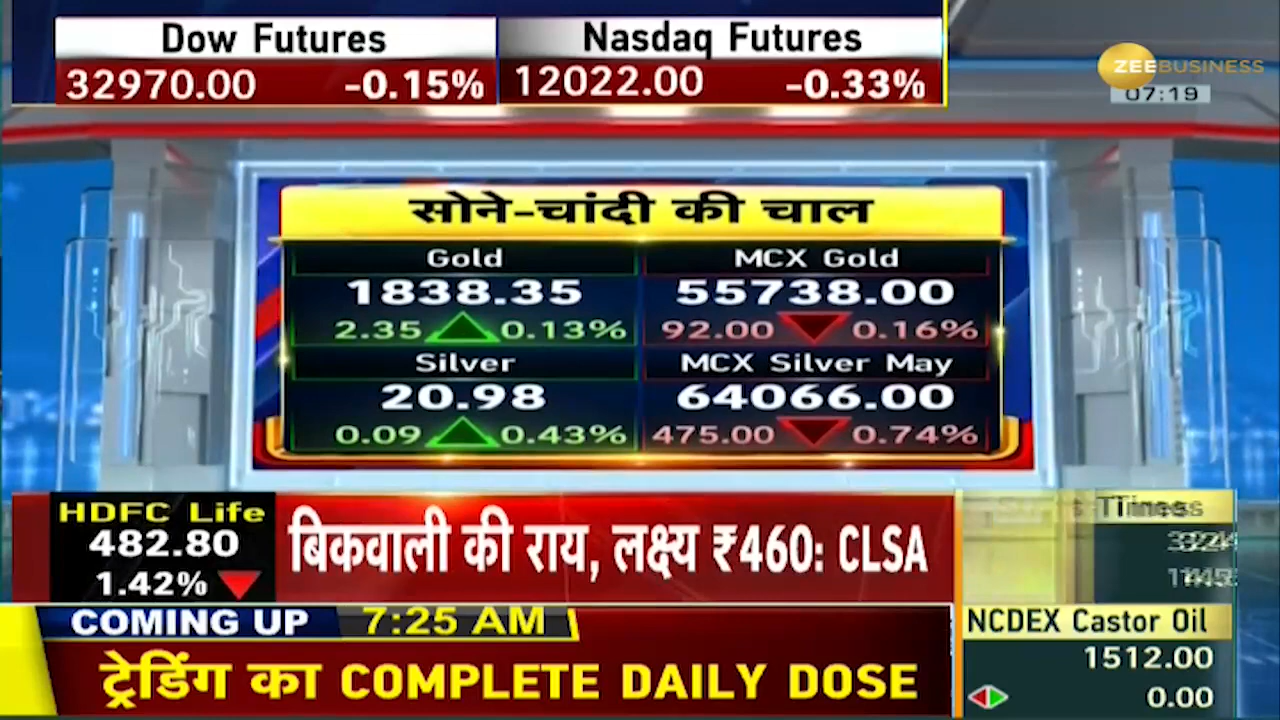 Dow Futures
32970.00 -0.15%
Nasdaq Futures
12022.00 -0.33%
ZEEBUSINESS
07:19
सोने-चांदी की चाल
Gold
1838.35
2.35 0.13%
MCX Gold
55738.00
92.00 0.16%
Silver
20.98
0.09 0.43%
MCX Silver May
64066.00
475.00 0.74%
HDFC Life
482.80
1.42%
बिकवाली की राय, लक्ष्य ₹460: CLSA
COMING UP 7:25 AM
ट्रेडिंग का COMPLETE DAILY DOSE
NCDEX Castor Oil
1512.00
0.00